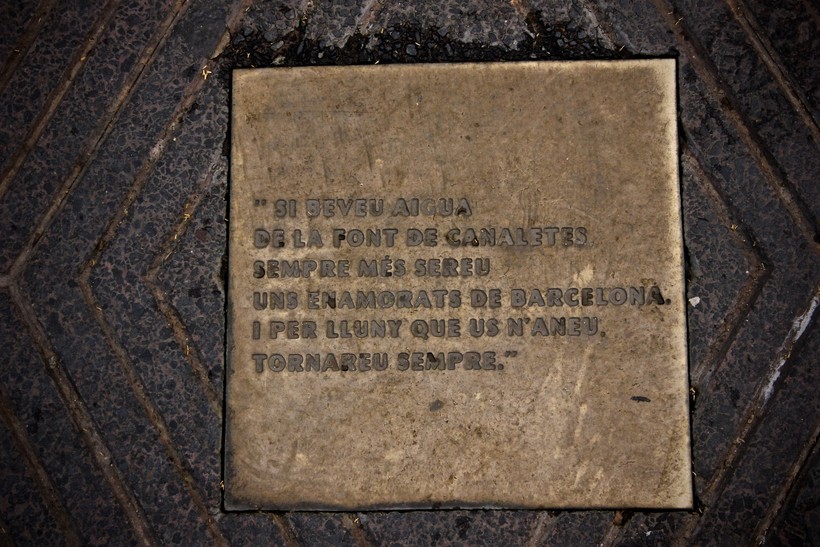 " SI BEVEU AIGUA
DE LA FONT DE CANALETES
SEMPRE MÉS SEREU
UNS ENAMORATS DE BARCELONA.
I PER LLUNY QUE US N'ANEU.
TORNAREU SEMPRE."